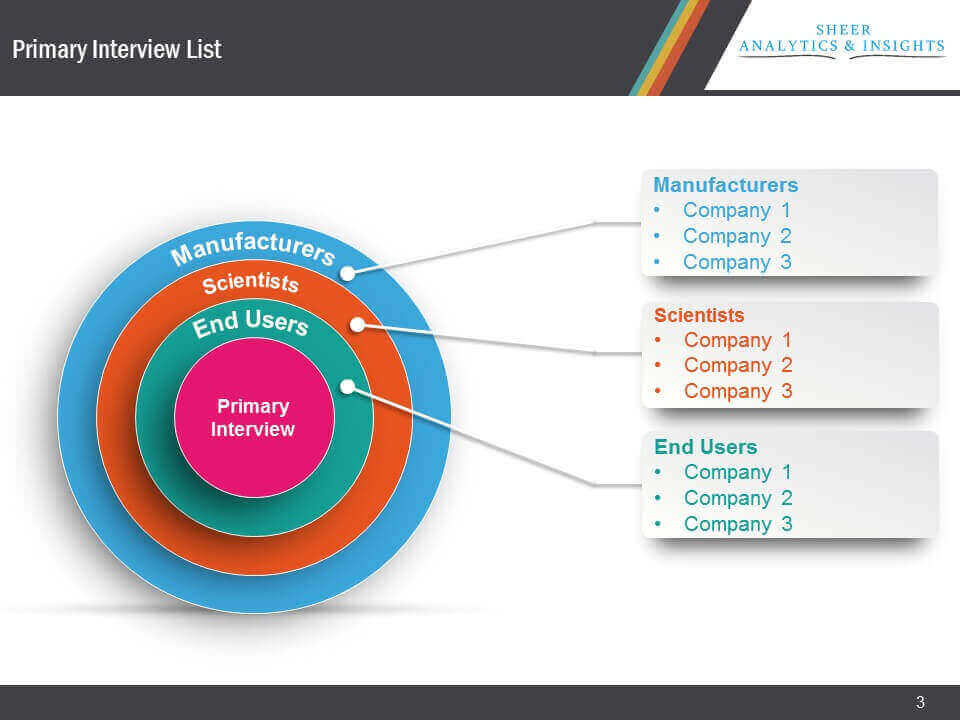 Primary Interview List
SHEER
ANALYTICS & INSIGHTS
Manufacturers
Scientists
End Users
Primary
Interview
Manufacturers
• Company 1
• Company 2
• Company 3
Scientists
• Company 1
• Company 2
• Company 3
End Users
• Company 1
• Company 2
• Company 3
3